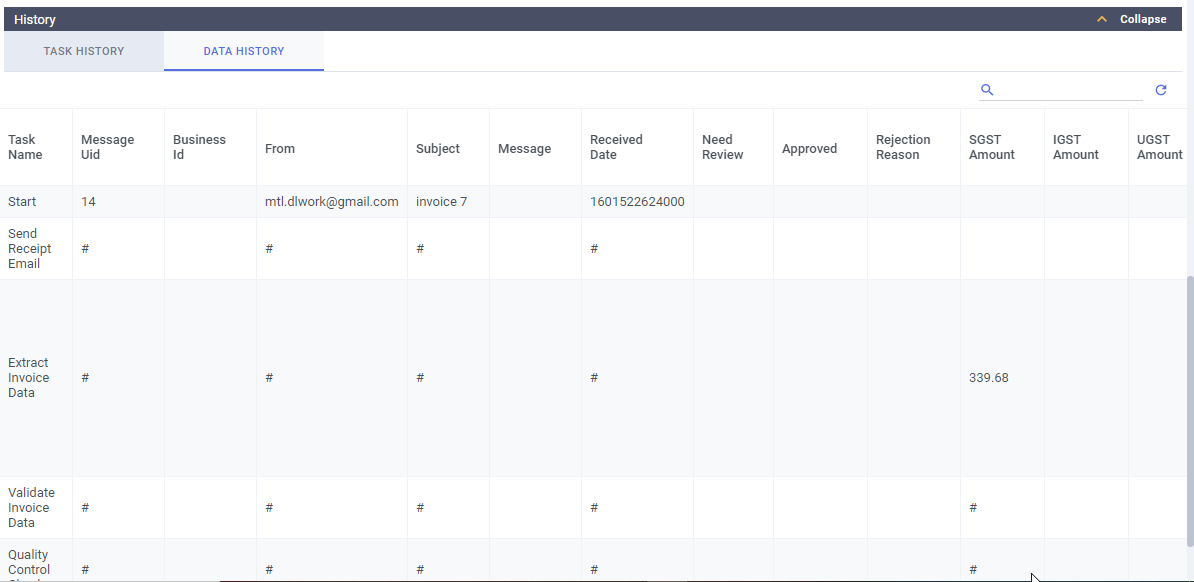 History Collapse
TASK HISTORY DATA HISTORY
Task Name Message Uid Business Id From Subject Message Received Date Need Review Approved Rejection Reason SGST Amount IGST Amount UGST Amount
Start 14 mtl.dlwork@gmail.com invoice 7 1601522624000
Send Receipt Email # # # #
Extract Invoice Data # # # # 339.68
Validate Invoice Data # # # # #
Quality Control # # # # #